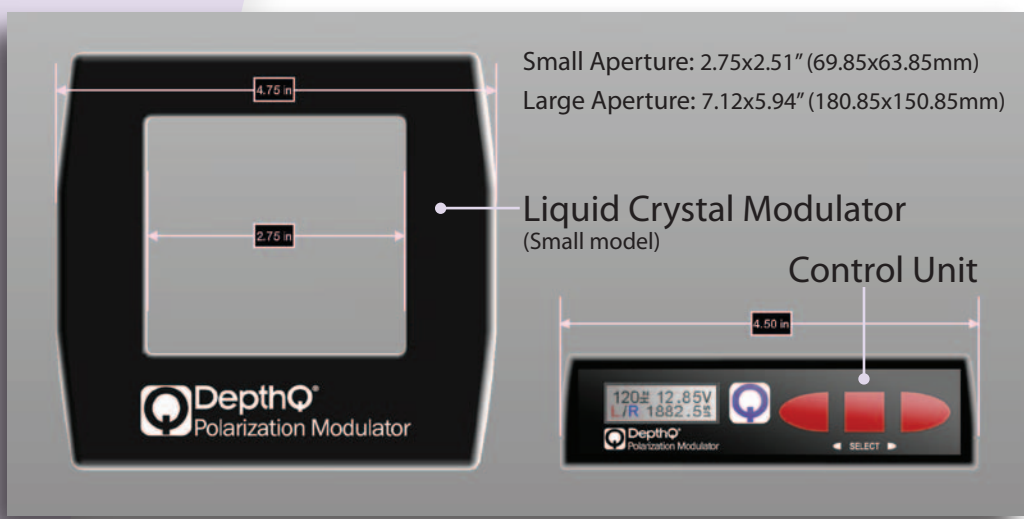 Small Aperture: 2.75x2.51” (69.85x63.85mm)
Large Aperture: 7.12x5.94” (180.85x150.85mm)
4.75 in
2.75 in
Liquid Crystal Modulator
(Small model)
Control Unit
4.50 in
DepthQ®
Polarization Modulator
120Hz 12.85V
L/R 1882.5
DepthQ®
Polarization Modulator
SELECT